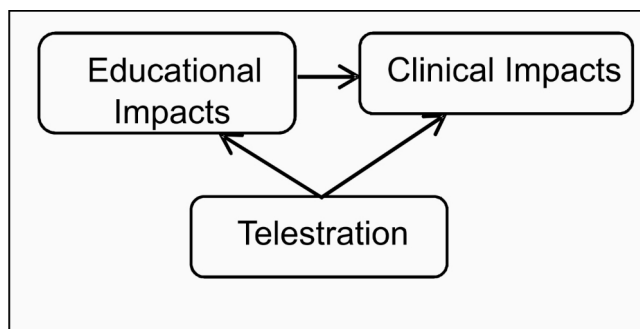 Educational
Impacts
Clinical Impacts
Telestration